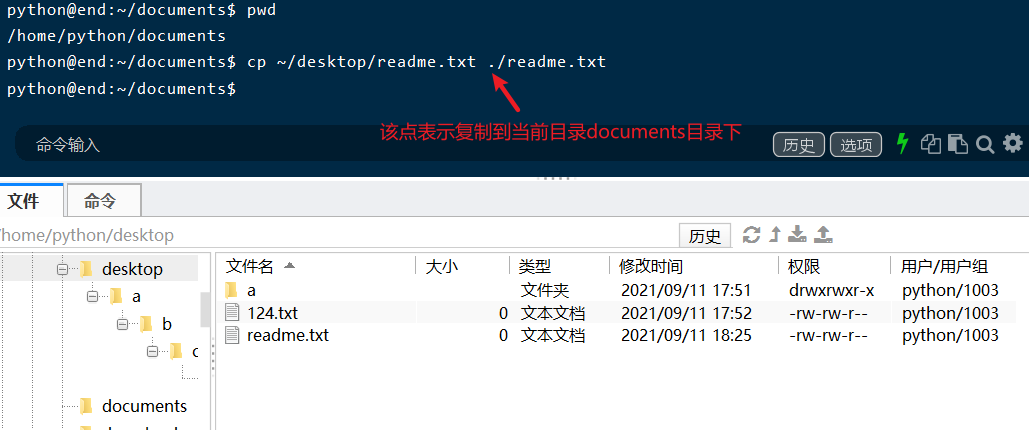 python@end:~/documents$ pwd
/home/python/documents
python@end:~/documents$ cp ~/desktop/readme.txt ./readme.txt
python@end:~/documents$
该点表示复制到当前目录documents目录下
命令输入 历史 选项
文件 命令
/home/python/desktop 历史
desktop
a
b
c
documents
文件名 大小 类型 修改时间 权限 用户/用户组
a 文件夹 2021/09/11 17:51 drwxrwxr-x python/1003
124.txt 0 文本文档 2021/09/11 17:52 -rw-rw-r-- python/1003
readme.txt 0 文本文档 2021/09/11 18:25 -rw-rw-r-- python/1003